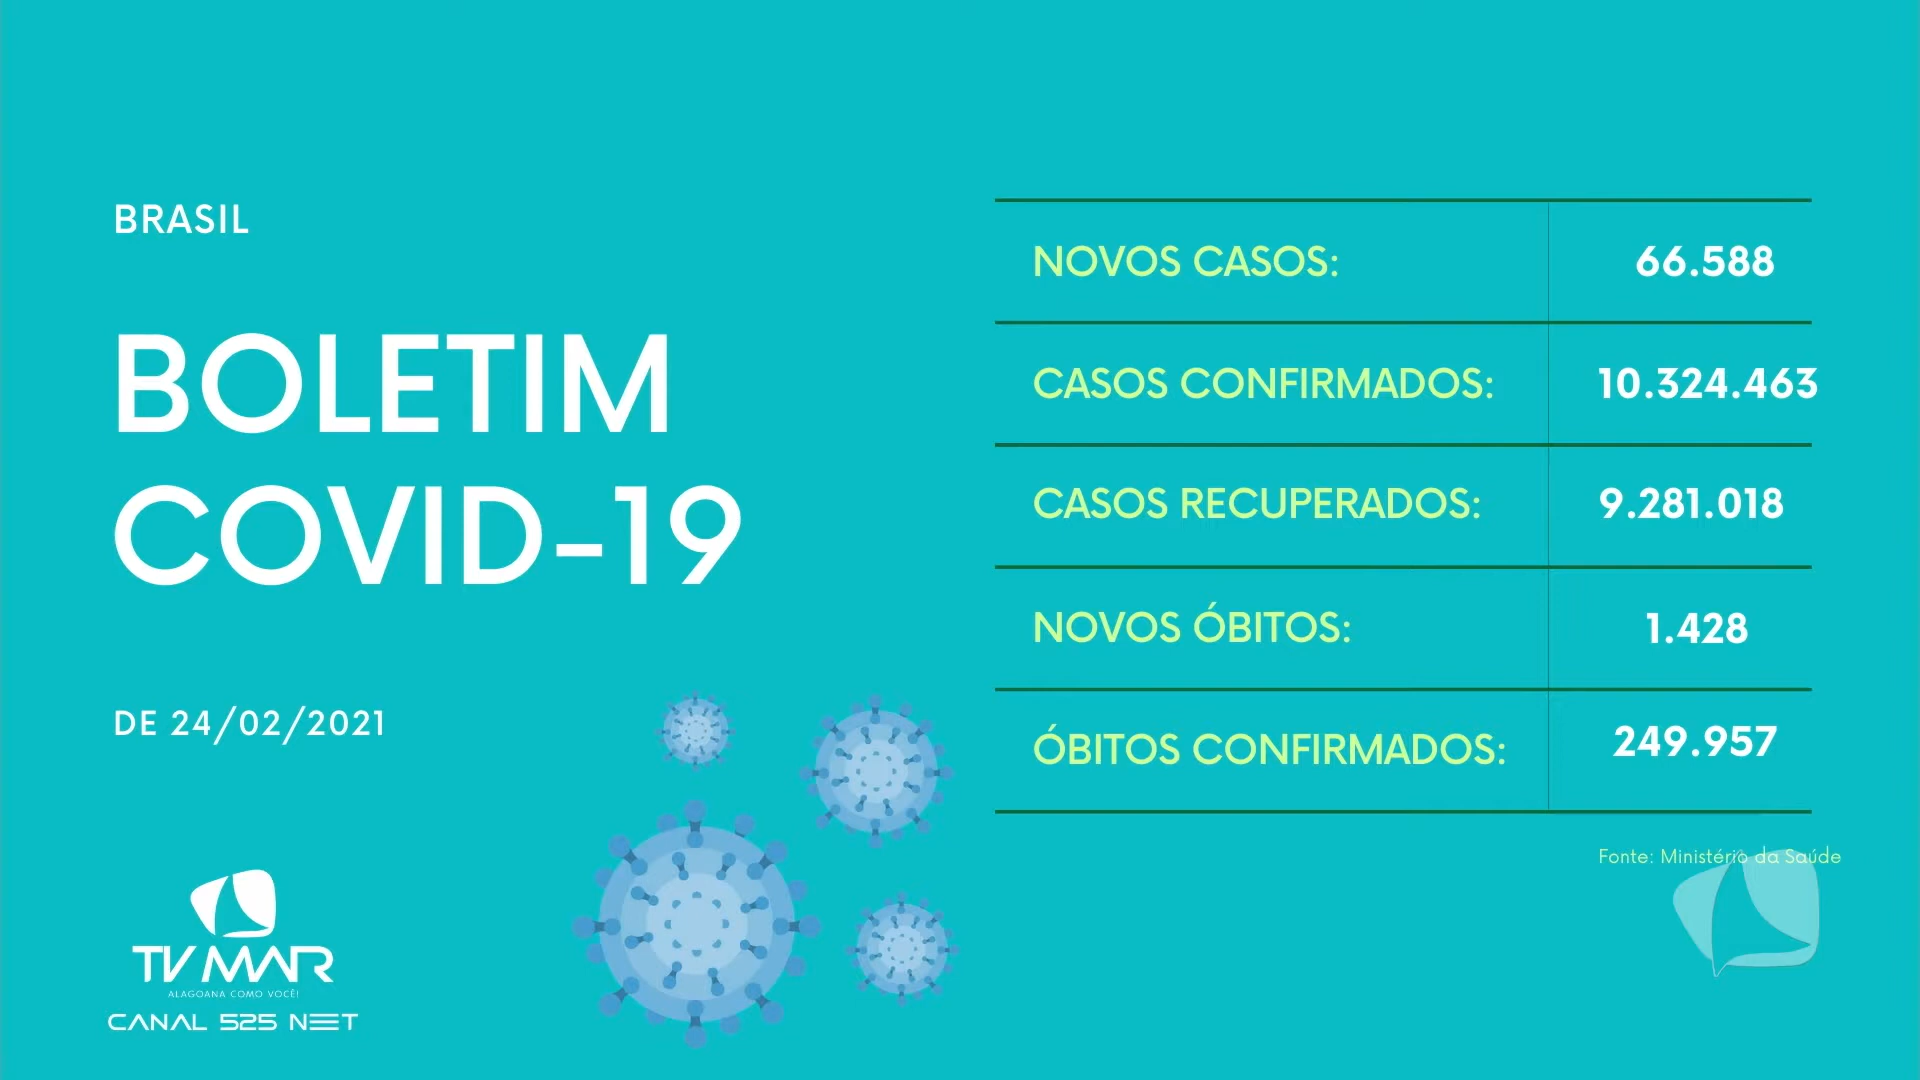 BRASIL
BOLETIM
COVID-19
DE 24/02/2021
NOVOS CASOS: 66.588
CASOS CONFIRMADOS: 10.324.463
CASOS RECUPERADOS: 9.281.018
NOVOS ÓBITOS: 1.428
ÓBITOS CONFIRMADOS: 249.957
Fonte: Ministério da Saúde
TV MAR
ALAGOANA COMO VOCÊ!
CANAL 525 NET